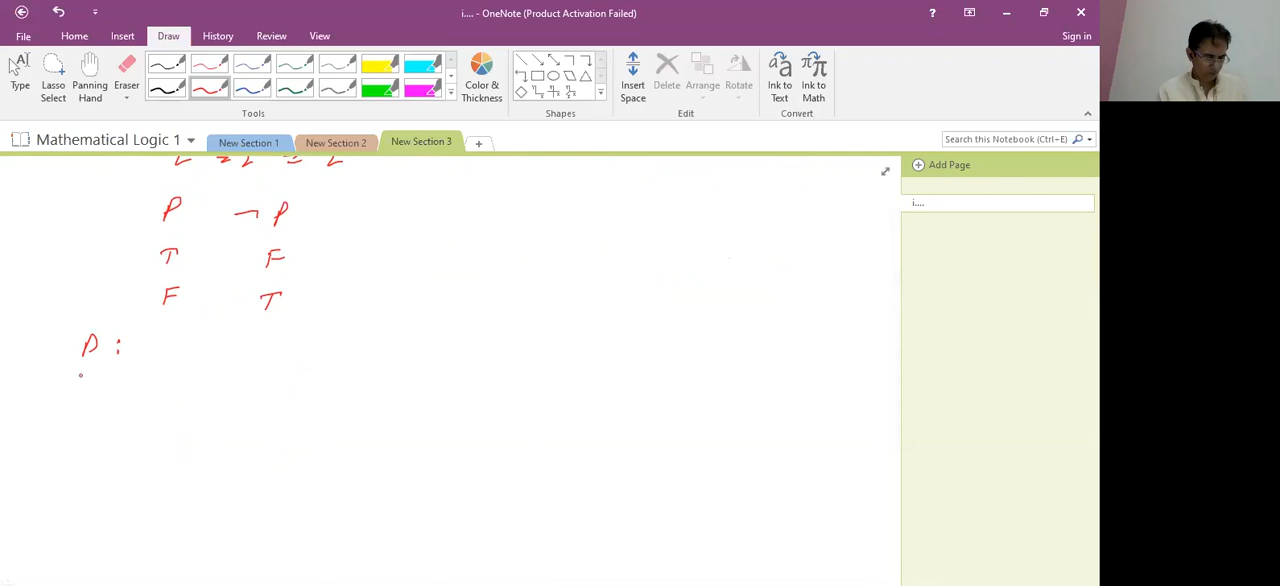 i.... - OneNote (Product Activation Failed)
?
File Home Insert Draw History Review View Sign in
Type
Lasso Select
Panning Hand
Eraser
Color & Thickness
Insert Space
Delete
Arrange
Rotate
Ink to Text
Ink to Math
Tools Shapes Edit Convert
Mathematical Logic 1 New Section 1 New Section 2 New Section 3 + Search this Notebook (Ctrl+E)
Add Page
i....
P ¬ P
T F
F T
P :